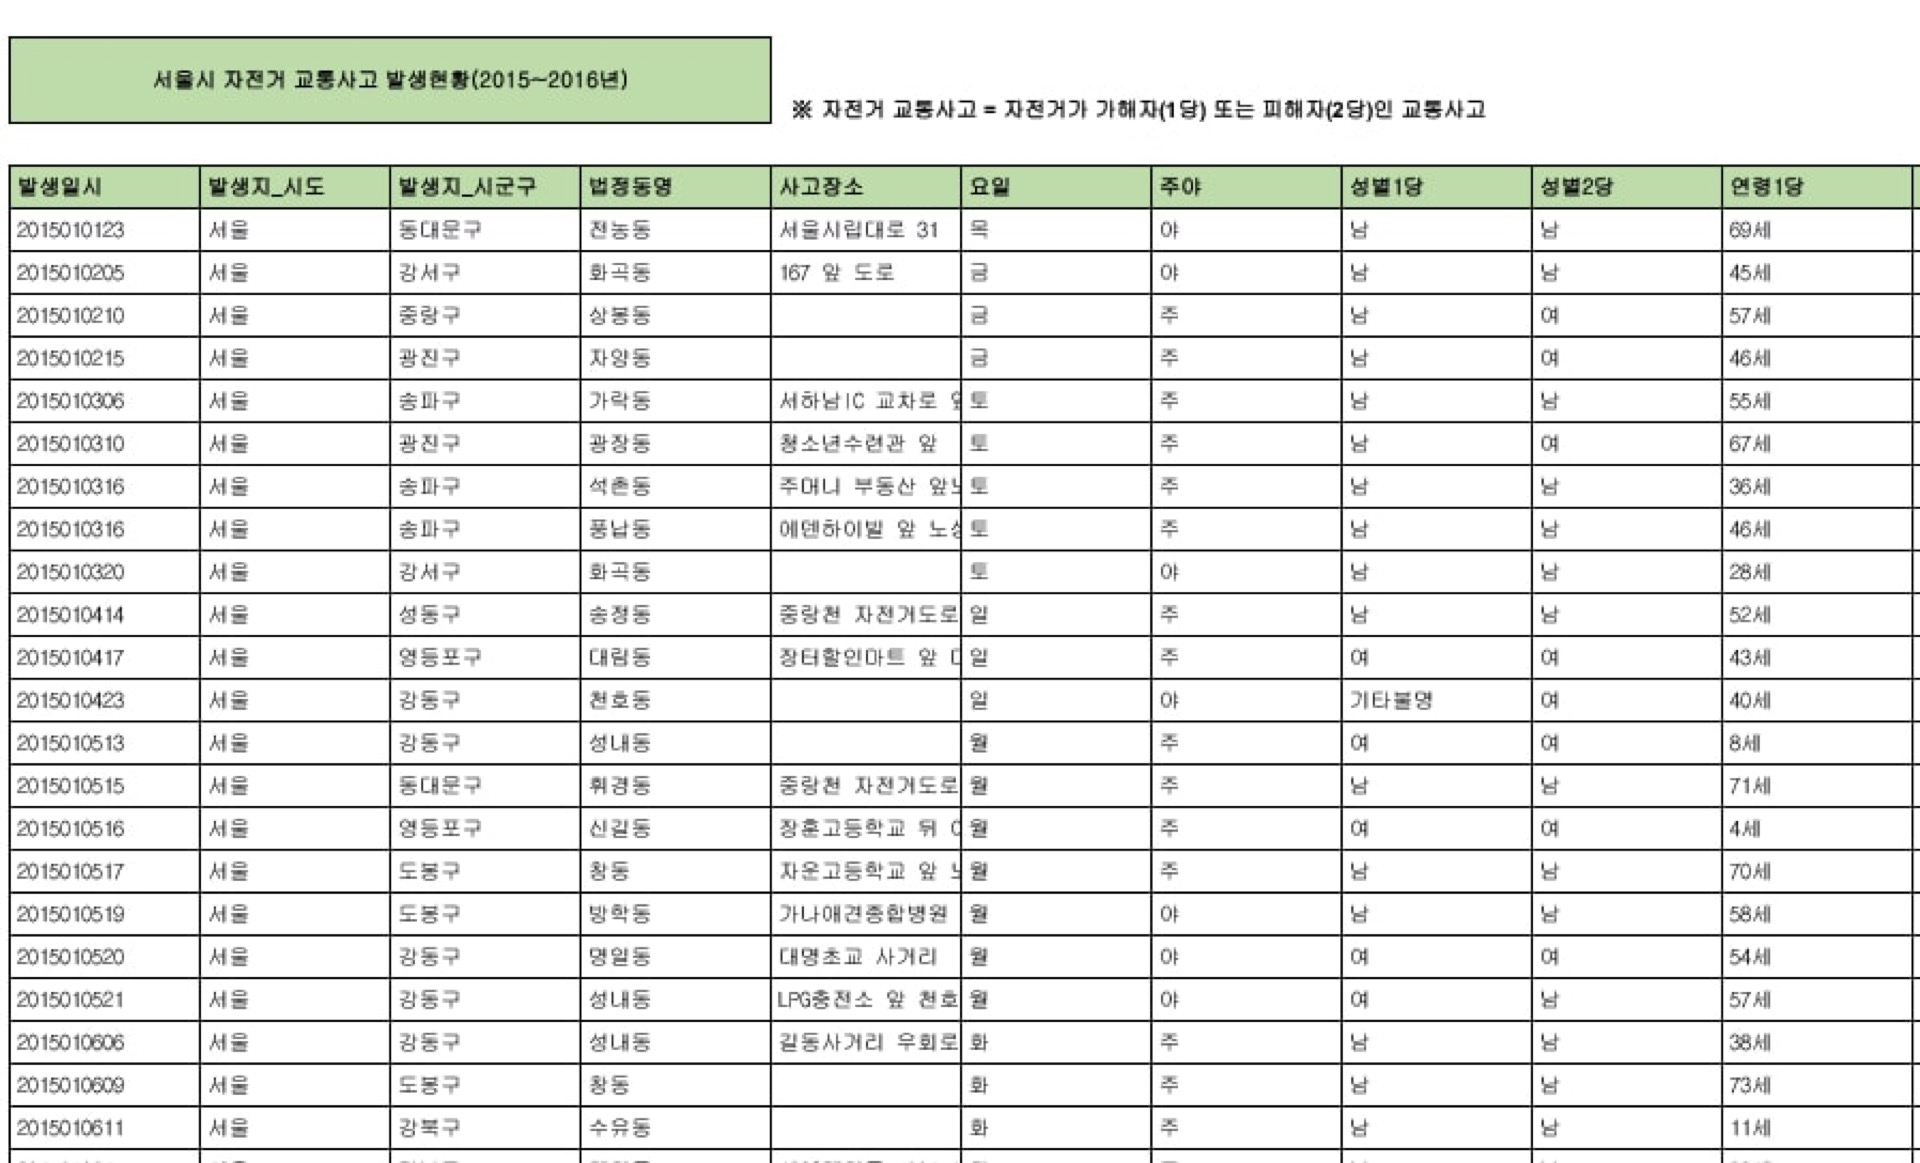 서울시 자전거 교통사고 발생현황(2015~2016년)
※ 자전거 교통사고 = 자전거가 가해자(1당) 또는 피해자(2당)인 교통사고
발생일시 발생지_시도 발생지_시군구 법정동명 사고장소 요일 주야 성별1당 성별2당 연령1당
2015010123 서울 동대문구 전농동 서울시립대로 31 목 야 남 남 69세
2015010205 서울 강서구 화곡동 167 앞 도로 금 야 남 남 45세
2015010210 서울 중랑구 상봉동 금 주 남 여 57세
2015010215 서울 광진구 자양동 금 주 남 여 46세
2015010306 서울 송파구 가락동 서하남IC 교차로 토 주 남 남 55세
2015010310 서울 광진구 광장동 청소년수련관 앞 토 주 남 여 67세
2015010316 서울 송파구 석촌동 주머니 부동산 토 주 남 남 36세
2015010316 서울 송파구 풍납동 에덴하이빌 앞 토 주 남 남 46세
2015010320 서울 강서구 화곡동 토 야 남 남 28세
2015010414 서울 성동구 송정동 중랑천 자전거도로 일 주 남 남 52세
2015010417 서울 영등포구 대림동 장터할인마트 앞 일 주 여 여 43세
2015010423 서울 강동구 천호동 일 야 기타불명 여 40세
2015010513 서울 강동구 성내동 월 주 여 여 8세
2015010515 서울 동대문구 휘경동 중랑천 자전거도로 월 주 남 남 71세
2015010516 서울 영등포구 신길동 장훈고등학교 뒤 월 주 여 여 4세
2015010517 서울 도봉구 창동 자운고등학교 앞 월 주 남 남 70세
2015010519 서울 도봉구 방학동 가나애견종합병원 월 야 남 남 58세
2015010520 서울 강동구 명일동 대명초교 사거리 월 야 여 여 54세
2015010521 서울 강동구 성내동 LPG충전소 앞 천호 월 야 여 남 57세
2015010606 서울 강동구 성내동 길동사거리 우회로 화 주 남 남 38세
2015010609 서울 도봉구 창동 화 주 남 남 73세
2015010611 서울 강북구 수유동 화 주 남 남 11세